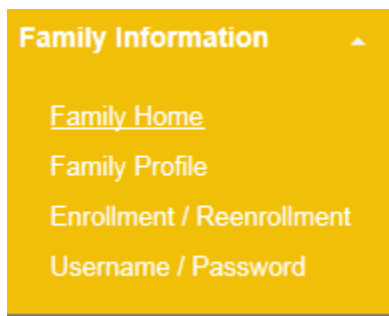 Family Information
Family Home
Family Profile
Enrollment / Reenrollment
Username / Password